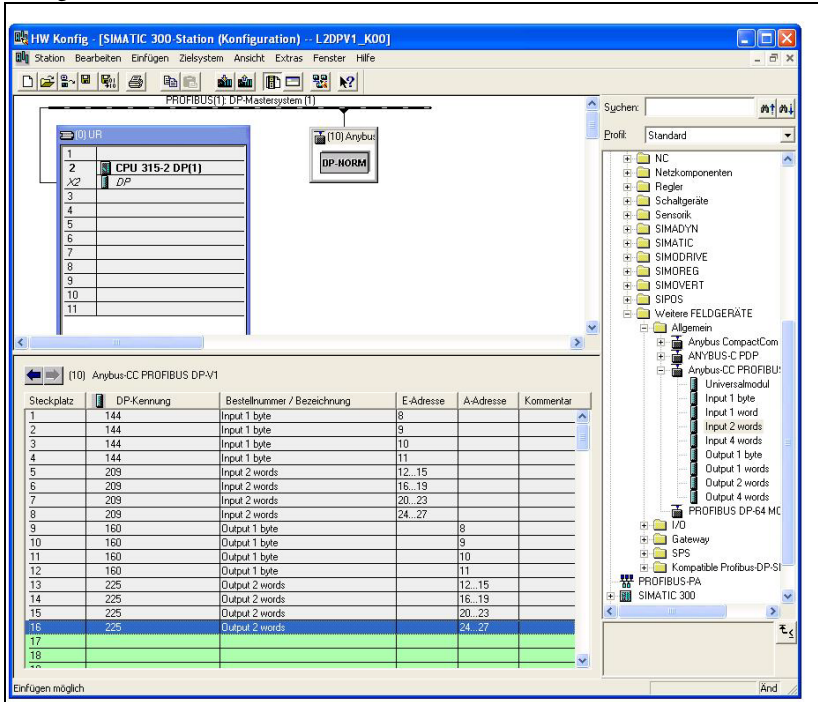 HW Konfig - [SIMATIC 300-Station (Konfiguration) -- L2DPV1_K00]
Station Bearbeiten Einfügen Zielsystem Ansicht Extras Fenster Hilfe
PROFIBUS(1): DP-Mastersystem (1)
(0) UR
1
2 CPU 315-2 DP(1)
X2 DP
3
4
5
6
7
8
9
10
11
(10) Anybus
DP-NORM
(10) Anybus-CC PROFIBUS DP-V1
Steckplatz DP-Kennung Bestellnummer / Bezeichnung E-Adresse A-Adresse Kommentar
1 144 Input 1 byte 8
2 144 Input 1 byte 9
3 144 Input 1 byte 10
4 144 Input 1 byte 11
5 209 Input 2 words 12...15
6 209 Input 2 words 16...19
7 209 Input 2 words 20...23
8 209 Input 2 words 24...27
9 160 Output 1 byte 8
10 160 Output 1 byte 9
11 160 Output 1 byte 10
12 160 Output 1 byte 11
13 225 Output 2 words 12...15
14 225 Output 2 words 16...19
15 225 Output 2 words 20...23
16 225 Output 2 words 24...27
17
18
Suchen:
Profil: Standard
NC
Netzkomponenten
Regler
Schaltgeräte
Sensorik
SIMADYN
SIMATIC
SIMODRIVE
SIMOREG
SIMOVERT
SIPOS
Weitere FELDGERÄTE
Allgemein
Anybus CompactCom
ANYBUS-C PDP
Anybus-CC PROFIBU
Universalmodul
Input 1 byte
Input 1 word
Input 2 words
Input 4 words
Output 1 byte
Output 1 words
Output 2 words
Output 4 words
PROFIBUS DP-64 MC
I/O
Gateway
SPS
Kompatible Profibus-DP-Sl
PROFIBUS-PA
SIMATIC 300
Einfügen möglich
Änd